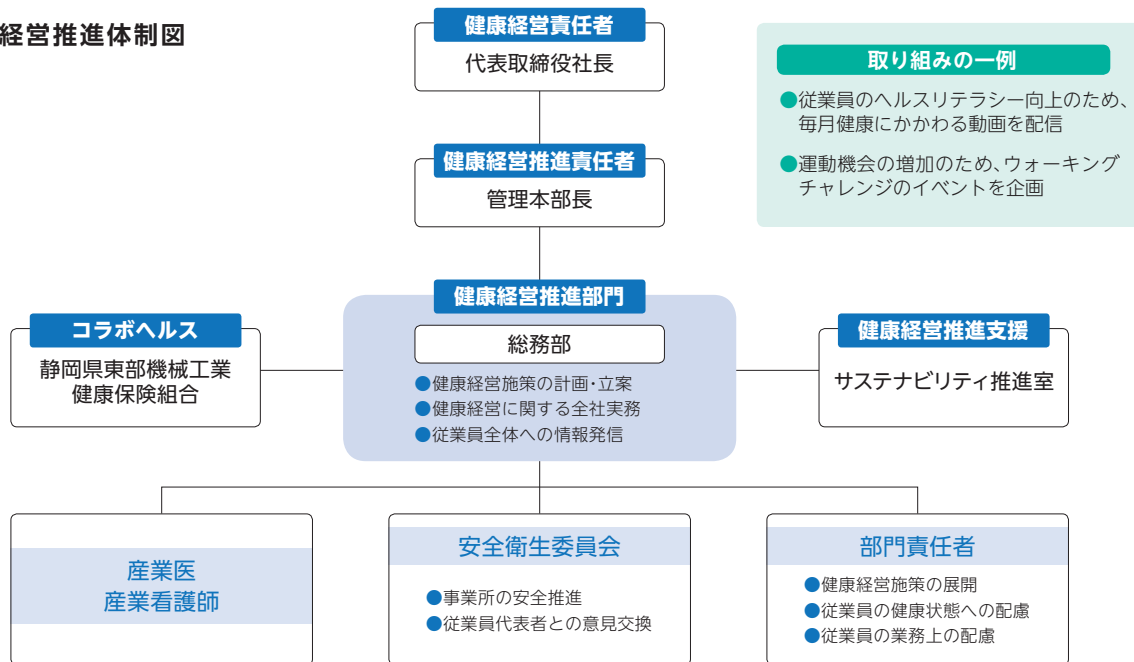 経営推進体制図
健康経営責任者
代表取締役社長
取り組みの一例
●従業員のヘルスリテラシー向上のため、
毎月健康にかかわる動画を配信
●運動機会の増加のため、ウォーキング
チャレンジのイベントを企画
健康経営推進責任者
管理本部長
健康経営推進部門
総務部
●健康経営施策の計画・立案
●健康経営に関する全社実務
●従業員全体への情報発信
コラボヘルス
静岡県東部機械工業
健康保険組合
健康経営推進支援
サステナビリティ推進室
産業医
産業看護師
安全衛生委員会
●事業所の安全推進
●従業員代表者との意見交換
部門責任者
●健康経営施策の展開
●従業員の健康状態への配慮
●従業員の業務上の配慮